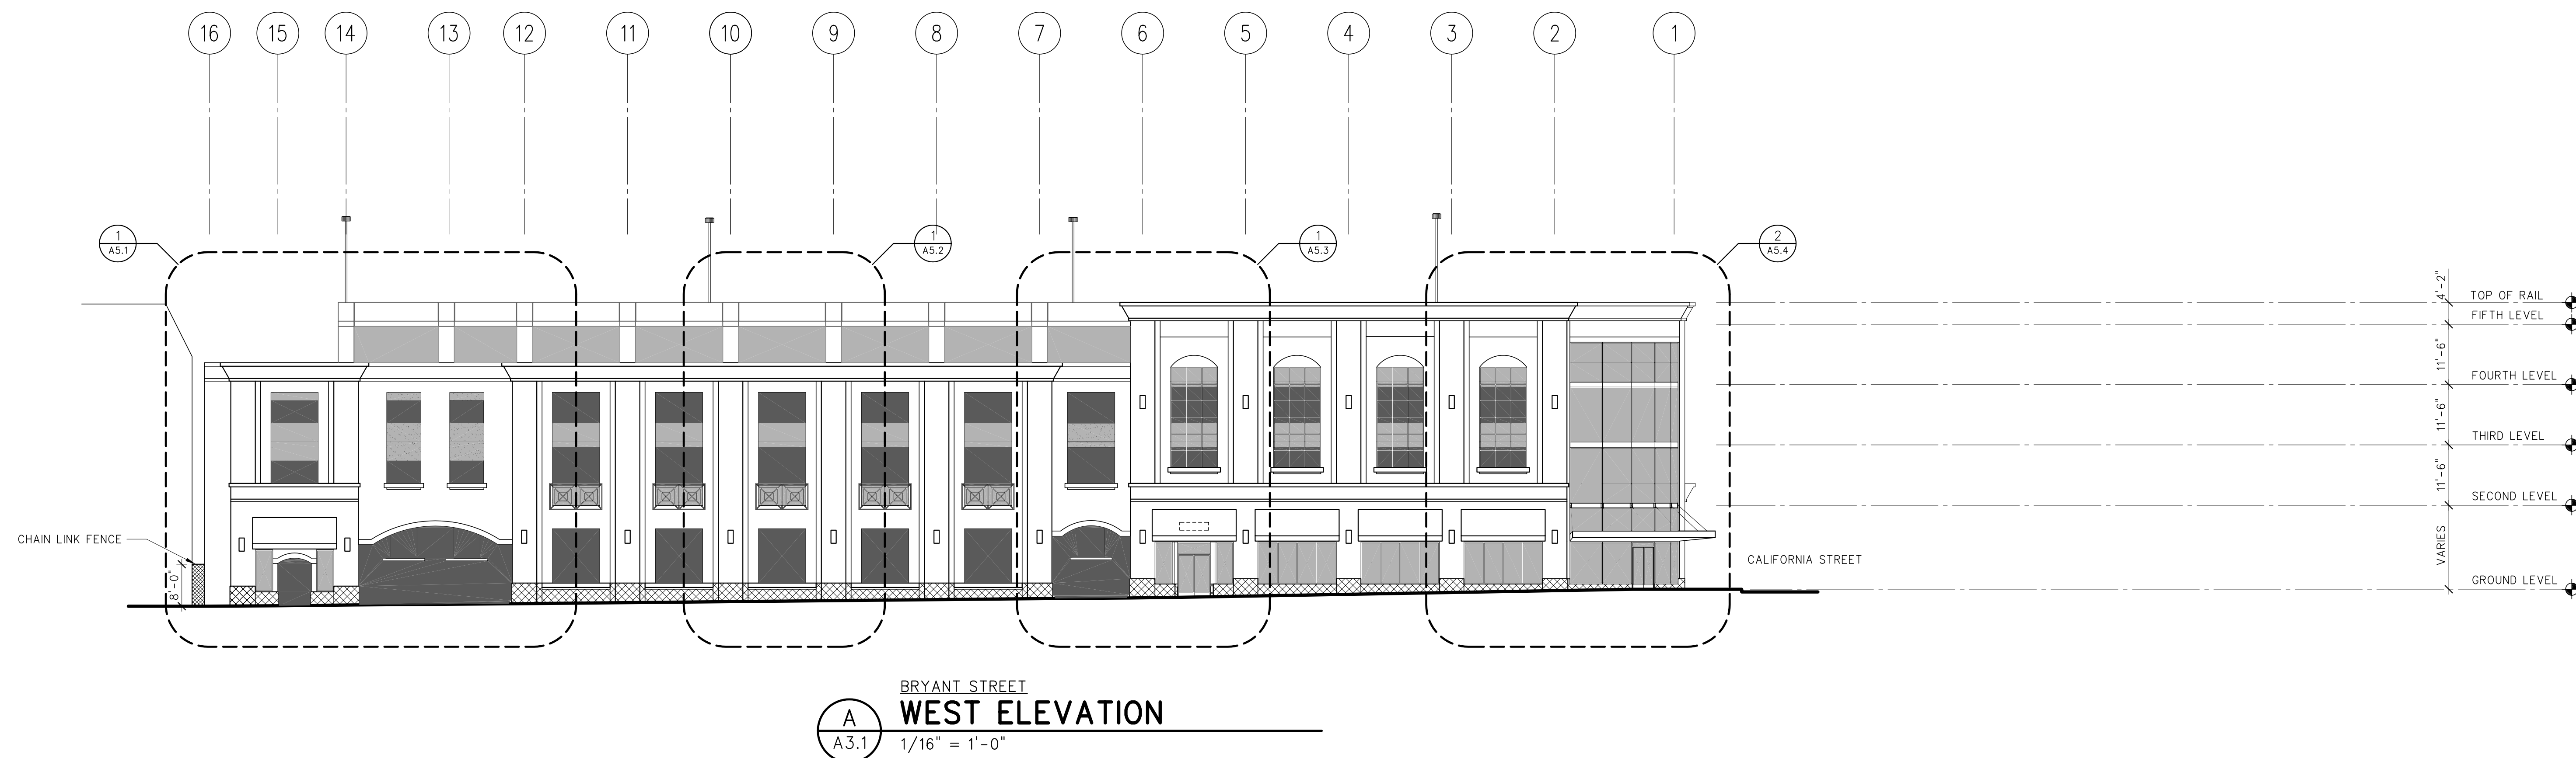 16 15 14 13 12 11 10 9 8 7 6 5 4 3 2 1
1
A5.1
1
A5.2
1
A5.3
2
A5.4
4'-2"
TOP OF RAIL
FIFTH LEVEL
11'-6"
FOURTH LEVEL
11'-6"
THIRD LEVEL
11'-6"
SECOND LEVEL
VARIES
GROUND LEVEL
CHAIN LINK FENCE
8'-0"
CALIFORNIA STREET
BRYANT STREET
A
WEST ELEVATION
A3.1
1/16" = 1'-0"